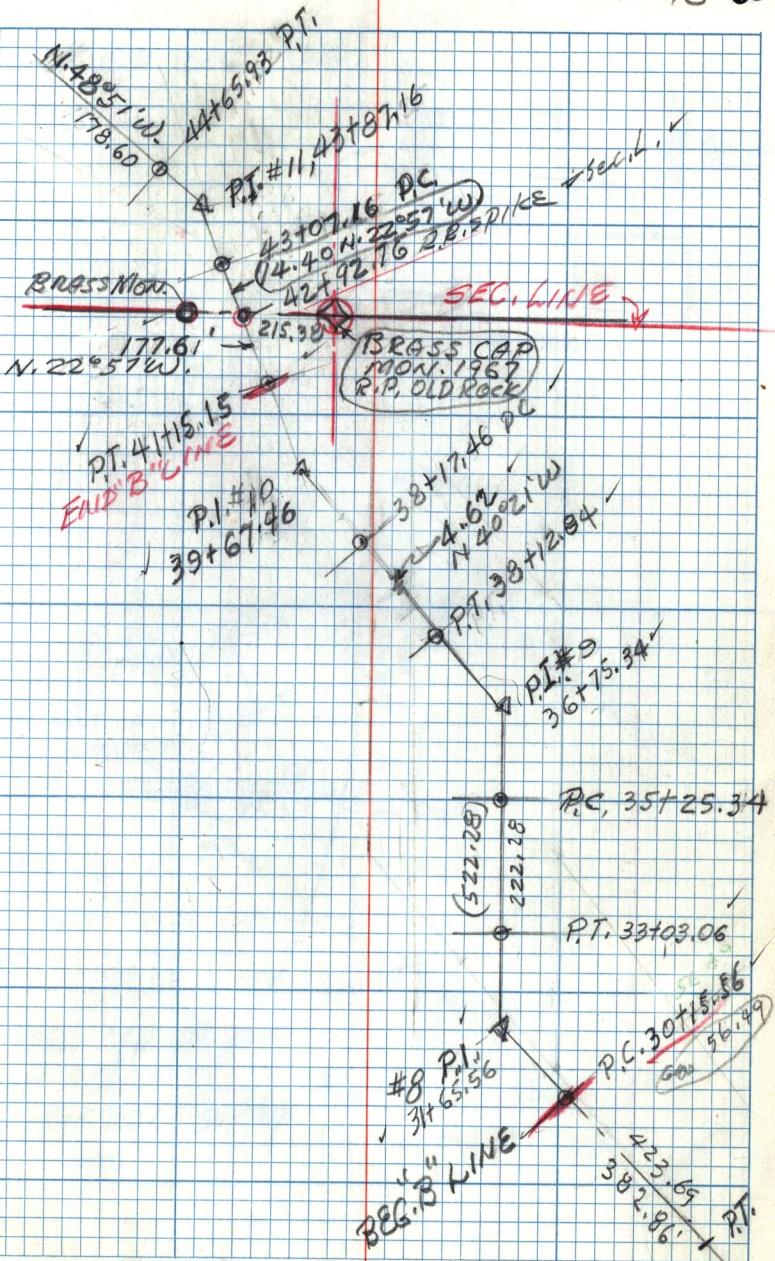 N.48°51'W.
178.60
44+65.93 P.T.
P.I. #11, 43+87.16
43+07.16 P.C.
(14.40 N.22°57'W)
42+92.76 R.R. SPIKE + SEC. L. ✓
BRASS MON.
SEC. LINE
215.38
177.61'
N. 22°57'W.
BRASS CAP
MON. 1967
R.P. OLD ROCK
P.T. 41+15.15
END "B" LINE
38+17.46 PC
P.I. #10
39+67.46
4.62
N 40°21'W
P.T. 38+12.84
P.I. #9
36+75.34
P.C. 35+25.34
(522.28)
222.28
P.T. 33+03.06
P.C. 30+15.56
56.49
#8 P.I.
31+65.56
BEG. "B" LINE
423.69
382.86'
P.T.